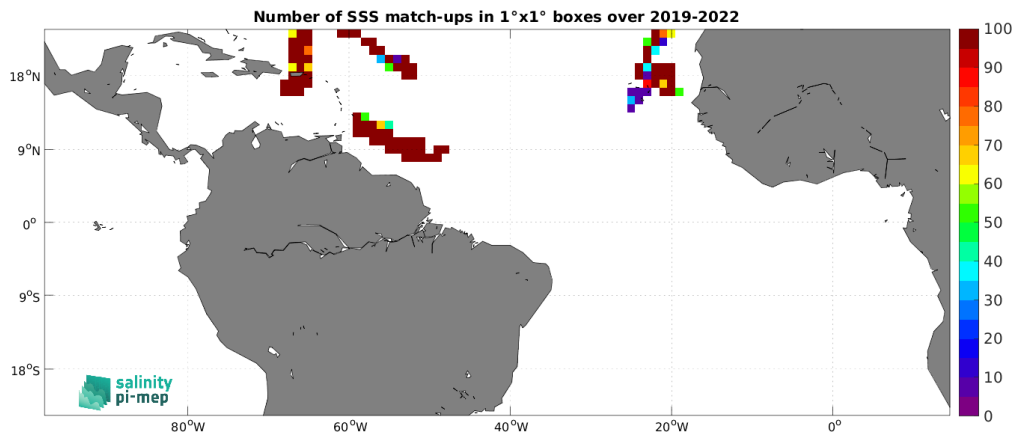 Number of SSS match-ups in 1°x1° boxes over 2019-2022
100
90
80
70
60
50
40
30
20
10
0
18°N
9°N
0°
9°S
18°S
salinity
pi-mep
80°W
60°W
40°W
20°W
0°